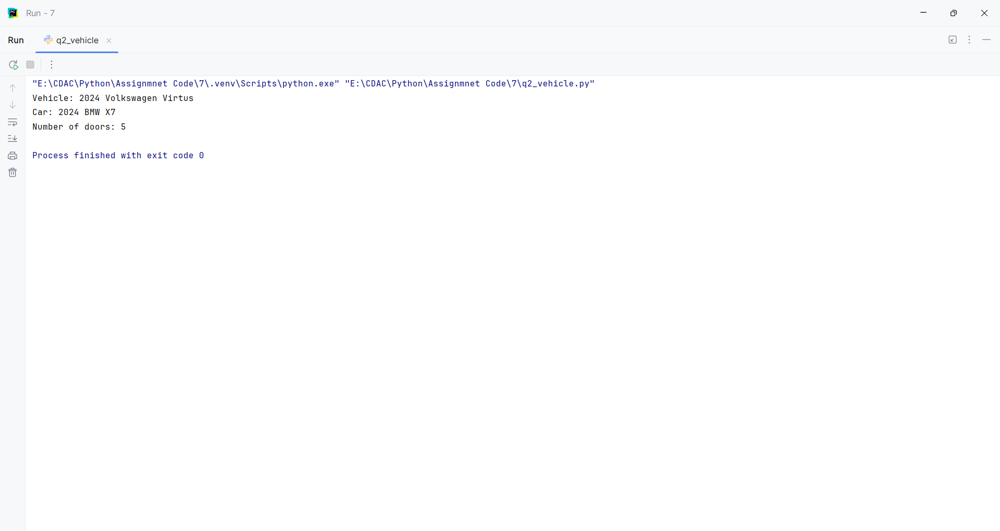 PC
Run - 7
Run
q2_vehicle
"E:\CDAC\Python\Assignmnet Code\7\.venv\Scripts\python.exe" "E:\CDAC\Python\Assignmnet Code\7\q2_vehicle.py"
Vehicle: 2024 Volkswagen Virtus
Car: 2024 BMW X7
Number of doors: 5
Process finished with exit code 0